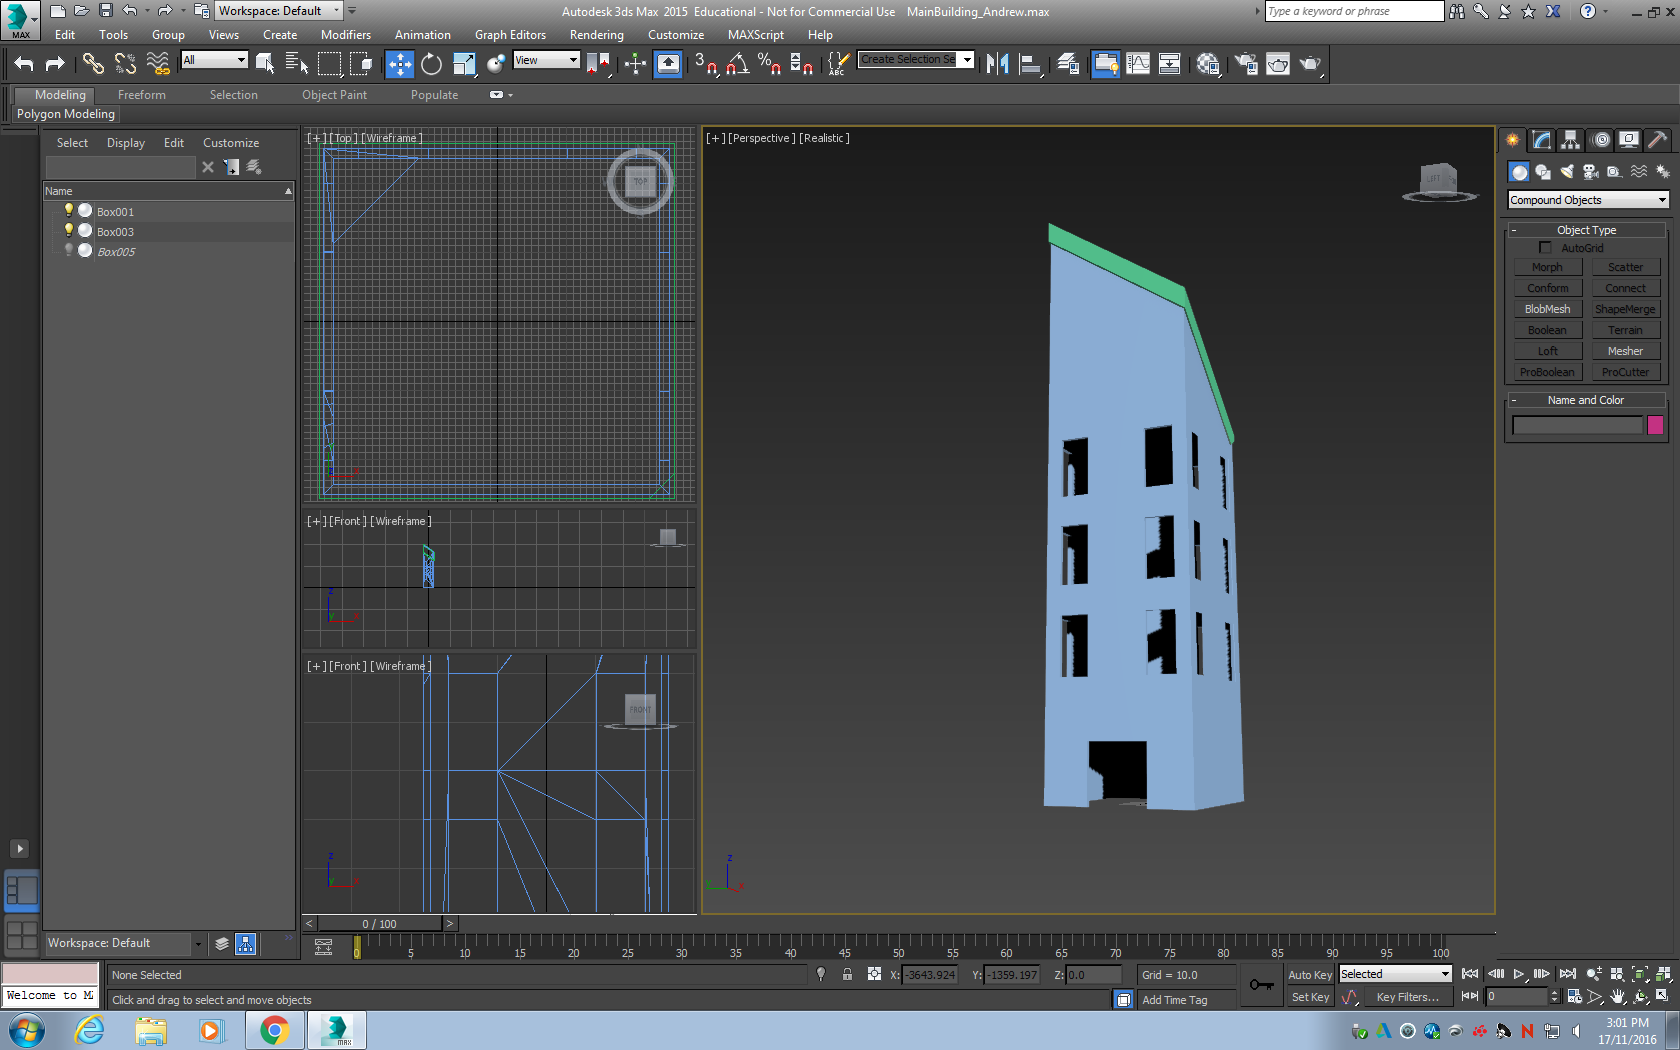 Workspace: Default
Autodesk 3ds Max 2015 Educational - Not for Commercial Use MainBuilding_Andrew.max
Type a keyword or phrase
MAX
Edit Tools Group Views Create Modifiers Animation Graph Editors Rendering Customize MAXScript Help
All
View
3
ABC
Create Selection Se
Modeling Freeform Selection Object Paint Populate
Polygon Modeling
Select Display Edit Customize
Name
Box001
Box003
Box005
[+] [Top] [Wireframe]
TOP
[+] [Front] [Wireframe]
z
x
[+] [Front] [Wireframe]
FRONT
z
x
[+] [Perspective] [Realistic]
LEFT
z
y
x
Compound Objects
- Object Type
AutoGrid
Morph Scatter
Conform Connect
BlobMesh ShapeMerge
Boolean Terrain
Loft Mesher
ProBoolean ProCutter
- Name and Color
< 0 / 100 >
Workspace: Default
0 5 10 15 20 25 30 35 40 45 50 55 60 65 70 75 80 85 90 95 100
None Selected
X: -3643.924 Y: -1359.197 Z: 0.0
Grid = 10.0
Auto Key Selected
Welcome to MA
Click and drag to select and move objects
Add Time Tag
Set Key Key Filters...
0
MAX
3:01 PM
17/11/2016